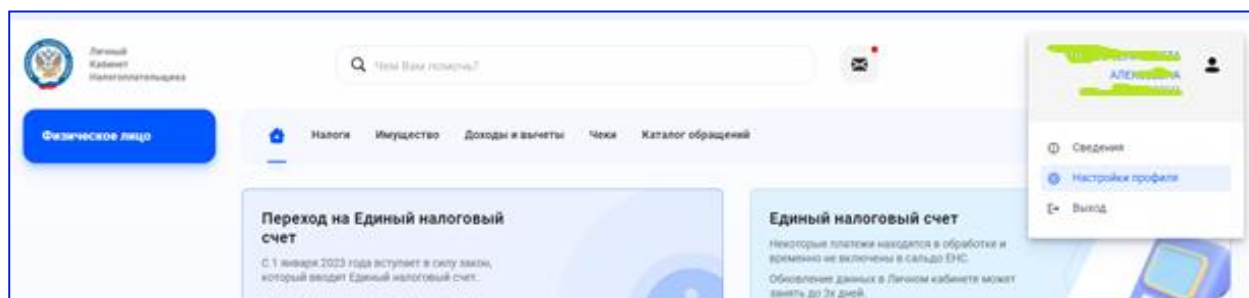 Личный
Кабинет
Налогоплательщика
Чем Вам помочь?
Физическое лицо
Налоги Имущество Доходы и вычеты Чеки Каталог обращений
Сведения
Настройки профиля
Выход
Переход на Единый налоговый
счет
С 1 января 2023 года вступает в силу закон,
который вводит Единый налоговый счет.
Единый налоговый счет
Некоторые платежи находятся в обработке и
временно не включены в сальдо ЕНС.
Обновление данных в Личном кабинете может
занять до 3х дней.